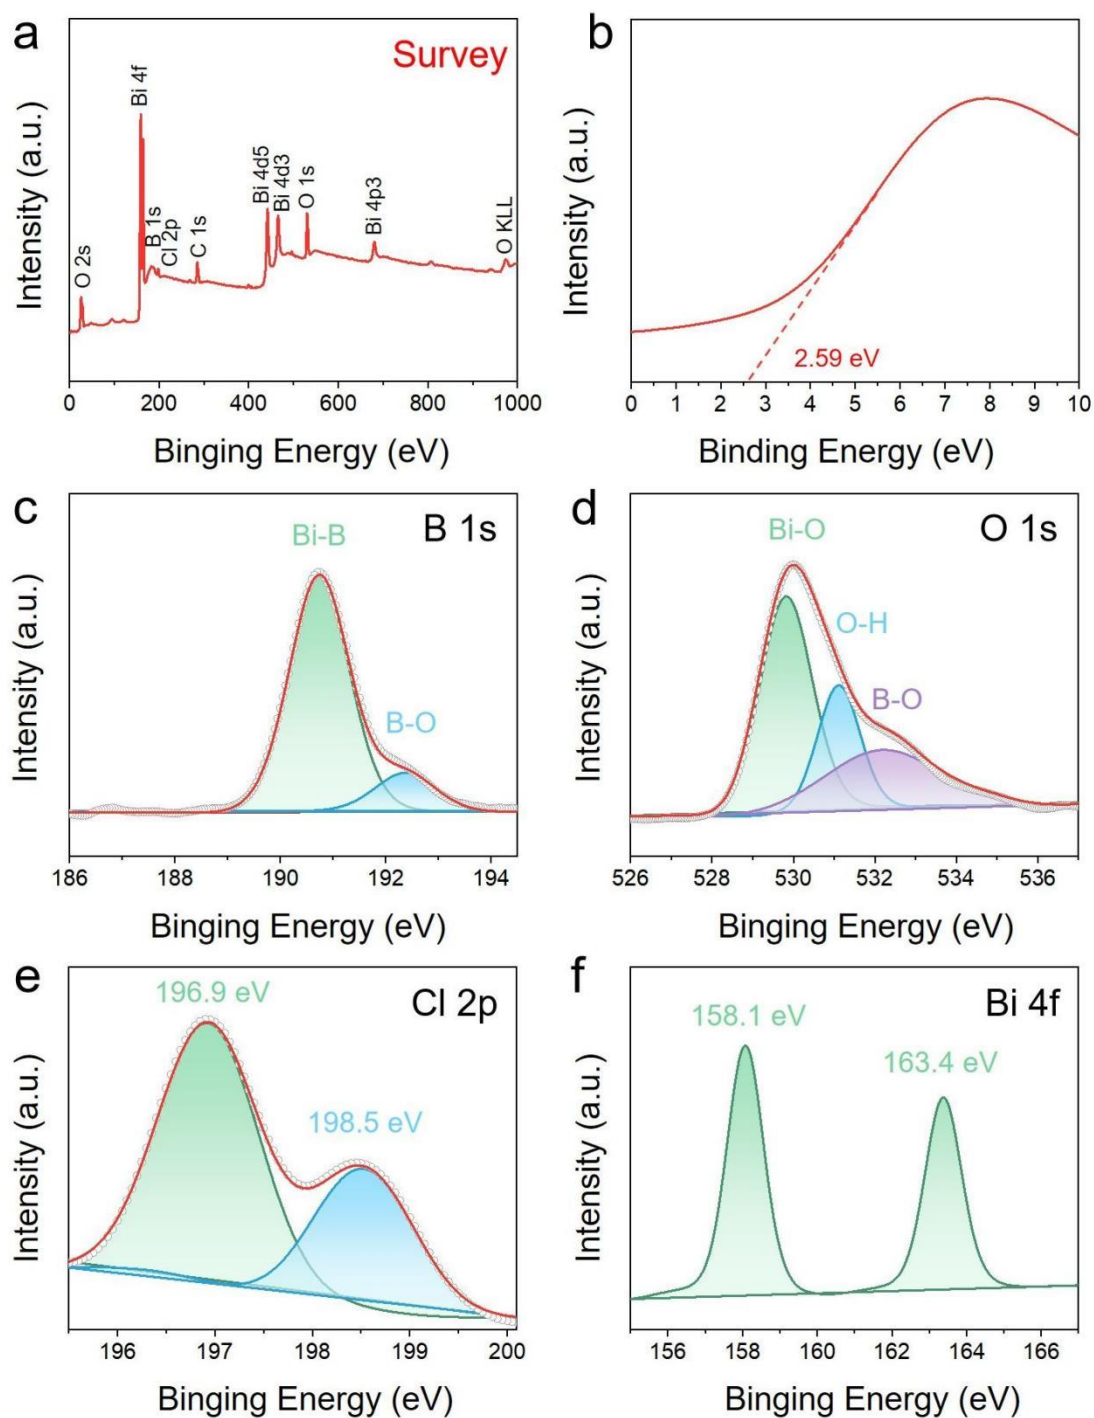 a
Survey
O 2s
Bi 4f
B 1s
Cl 2p
C 1s
Bi 4d5
Bi 4d3
O 1s
Bi 4p3
O KLL
Intensity (a.u.)
0 200 400 600 800 1000
Binging Energy (eV)
b
2.59 eV
Intensity (a.u.)
0 1 2 3 4 5 6 7 8 9 10
Binding Energy (eV)
c
B 1s
Bi-B
B-O
Intensity (a.u.)
186 188 190 192 194
Binging Energy (eV)
d
O 1s
Bi-O
O-H
B-O
Intensity (a.u.)
526 528 530 532 534 536
Binging Energy (eV)
e
Cl 2p
196.9 eV
198.5 eV
Intensity (a.u.)
196 197 198 199 200
Binging Energy (eV)
f
Bi 4f
158.1 eV
163.4 eV
Intensity (a.u.)
156 158 160 162 164 166
Binging Energy (eV)